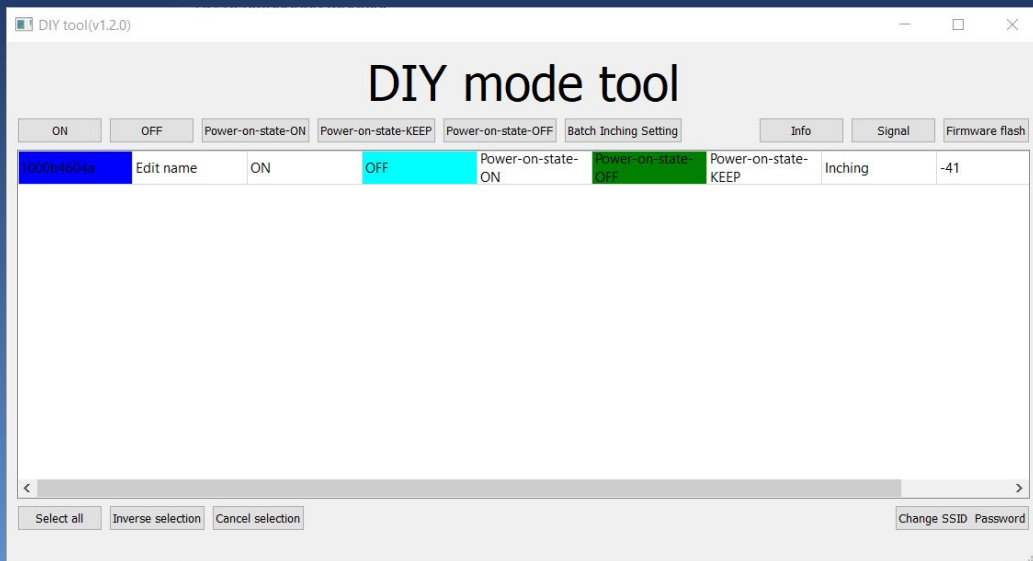 DIY tool(v1.2.0)
DIY mode tool
ON OFF Power-on-state-ON Power-on-state-KEEP Power-on-state-OFF Batch Inching Setting Info Signal Firmware flash
1000b4604a Edit name ON OFF Power-on-state-ON Power-on-state-OFF Power-on-state-KEEP Inching -41
Select all Inverse selection Cancel selection Change SSID Password